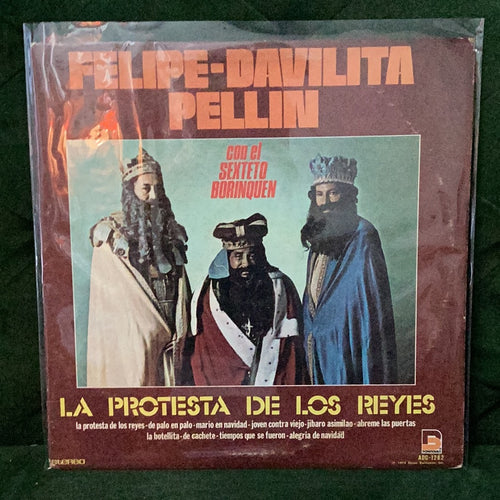 FELIPE-DAVILITA
PELLIN
con el
SEXTETO
BORINQUEN
LA PROTESTA DE LOS REYES
la protesta de los reyes-de palo en palo-mario en navidad-joven contra viejo-jibaro asimilao-abreme las puertas
la botellita-de cachete-tiempos que se fueron-alegria de navidad
stereo
ADG-1262